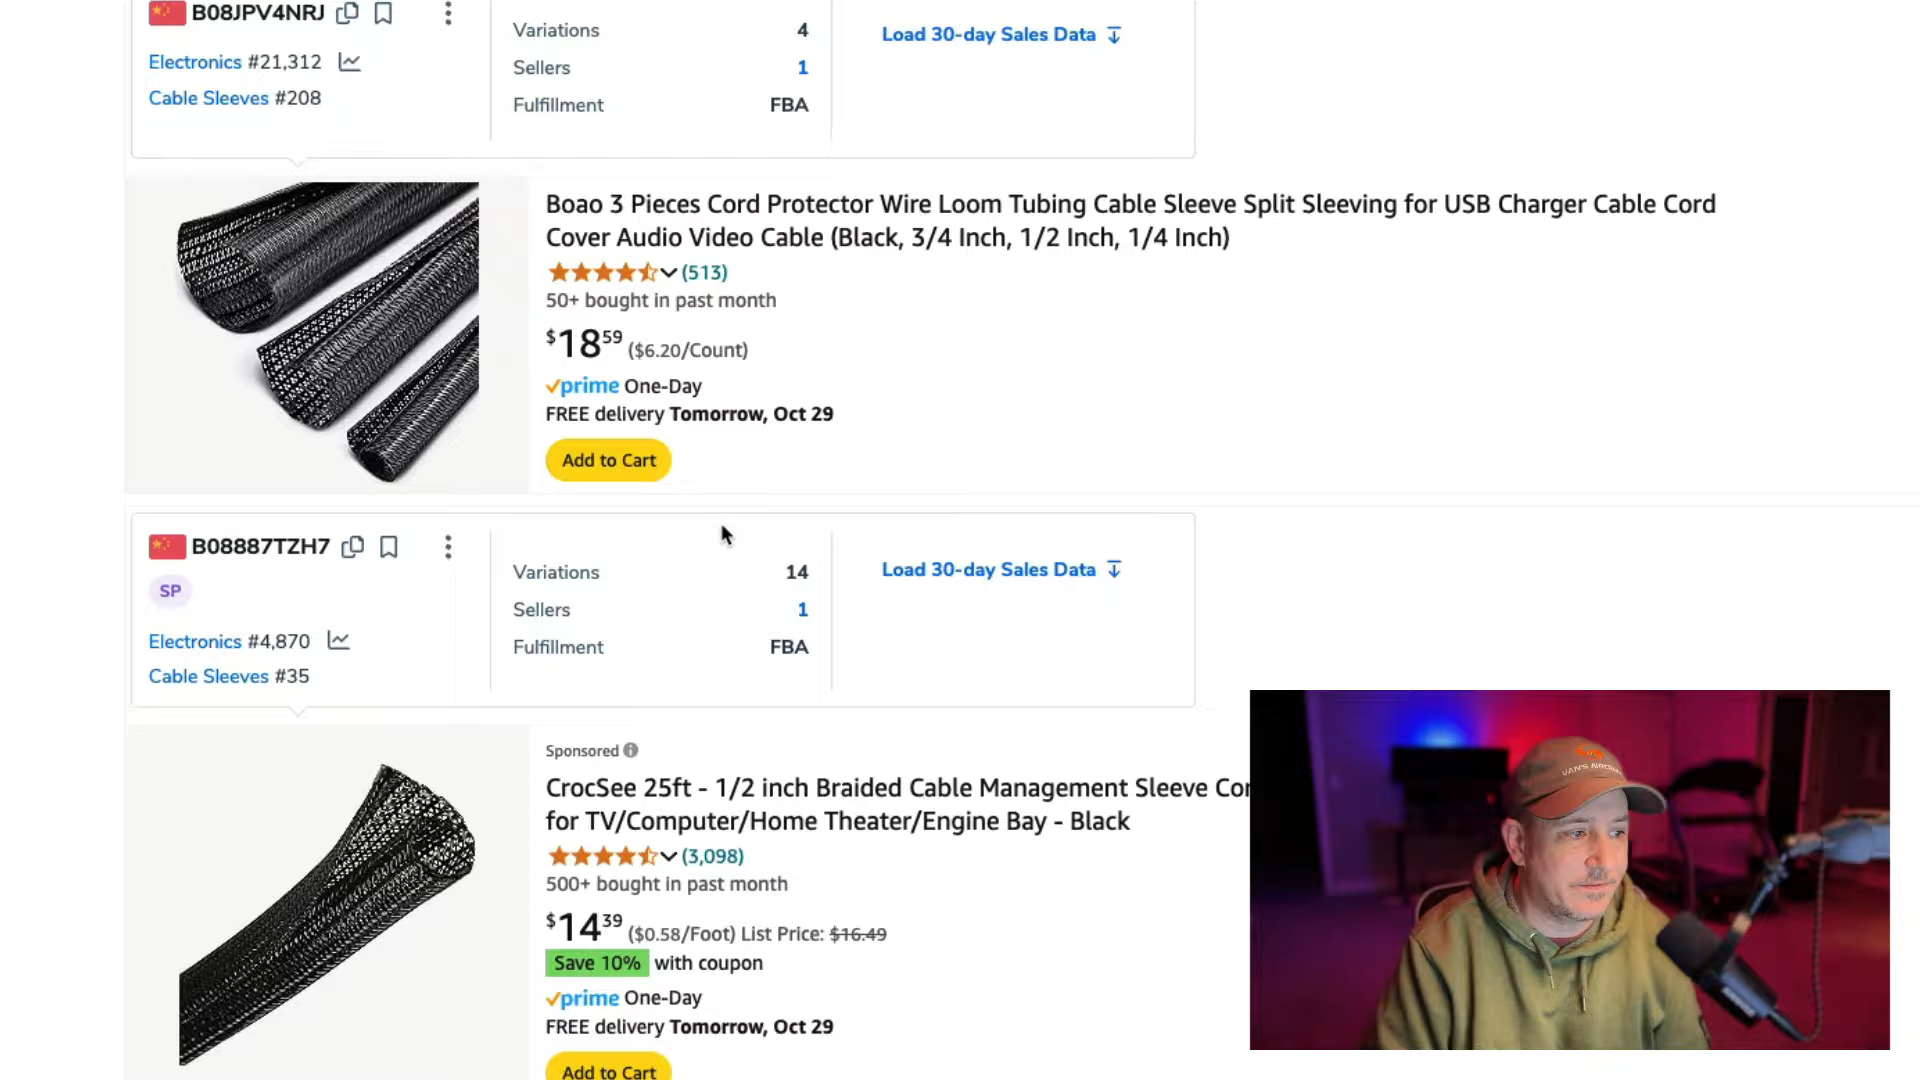 B08JPV4NRJ
Electronics #21,312
Cable Sleeves #208
Variations 4
Sellers 1
Fulfillment FBA
Load 30-day Sales Data
Boao 3 Pieces Cord Protector Wire Loom Tubing Cable Sleeve Split Sleeving for USB Charger Cable Cord
Cover Audio Video Cable (Black, 3/4 Inch, 1/2 Inch, 1/4 Inch)
(513)
50+ bought in past month
$18.59 ($6.20/Count)
prime One-Day
FREE delivery Tomorrow, Oct 29
Add to Cart
B08887TZH7
SP
Electronics #4,870
Cable Sleeves #35
Variations 14
Sellers 1
Fulfillment FBA
Load 30-day Sales Data
Sponsored
CrocSee 25ft - 1/2 inch Braided Cable Management Sleeve Cor
for TV/Computer/Home Theater/Engine Bay - Black
(3,098)
500+ bought in past month
$14.39 ($0.58/Foot) List Price: $16.49
Save 10% with coupon
prime One-Day
FREE delivery Tomorrow, Oct 29
Add to Cart
VAN'S AIRCRAFT